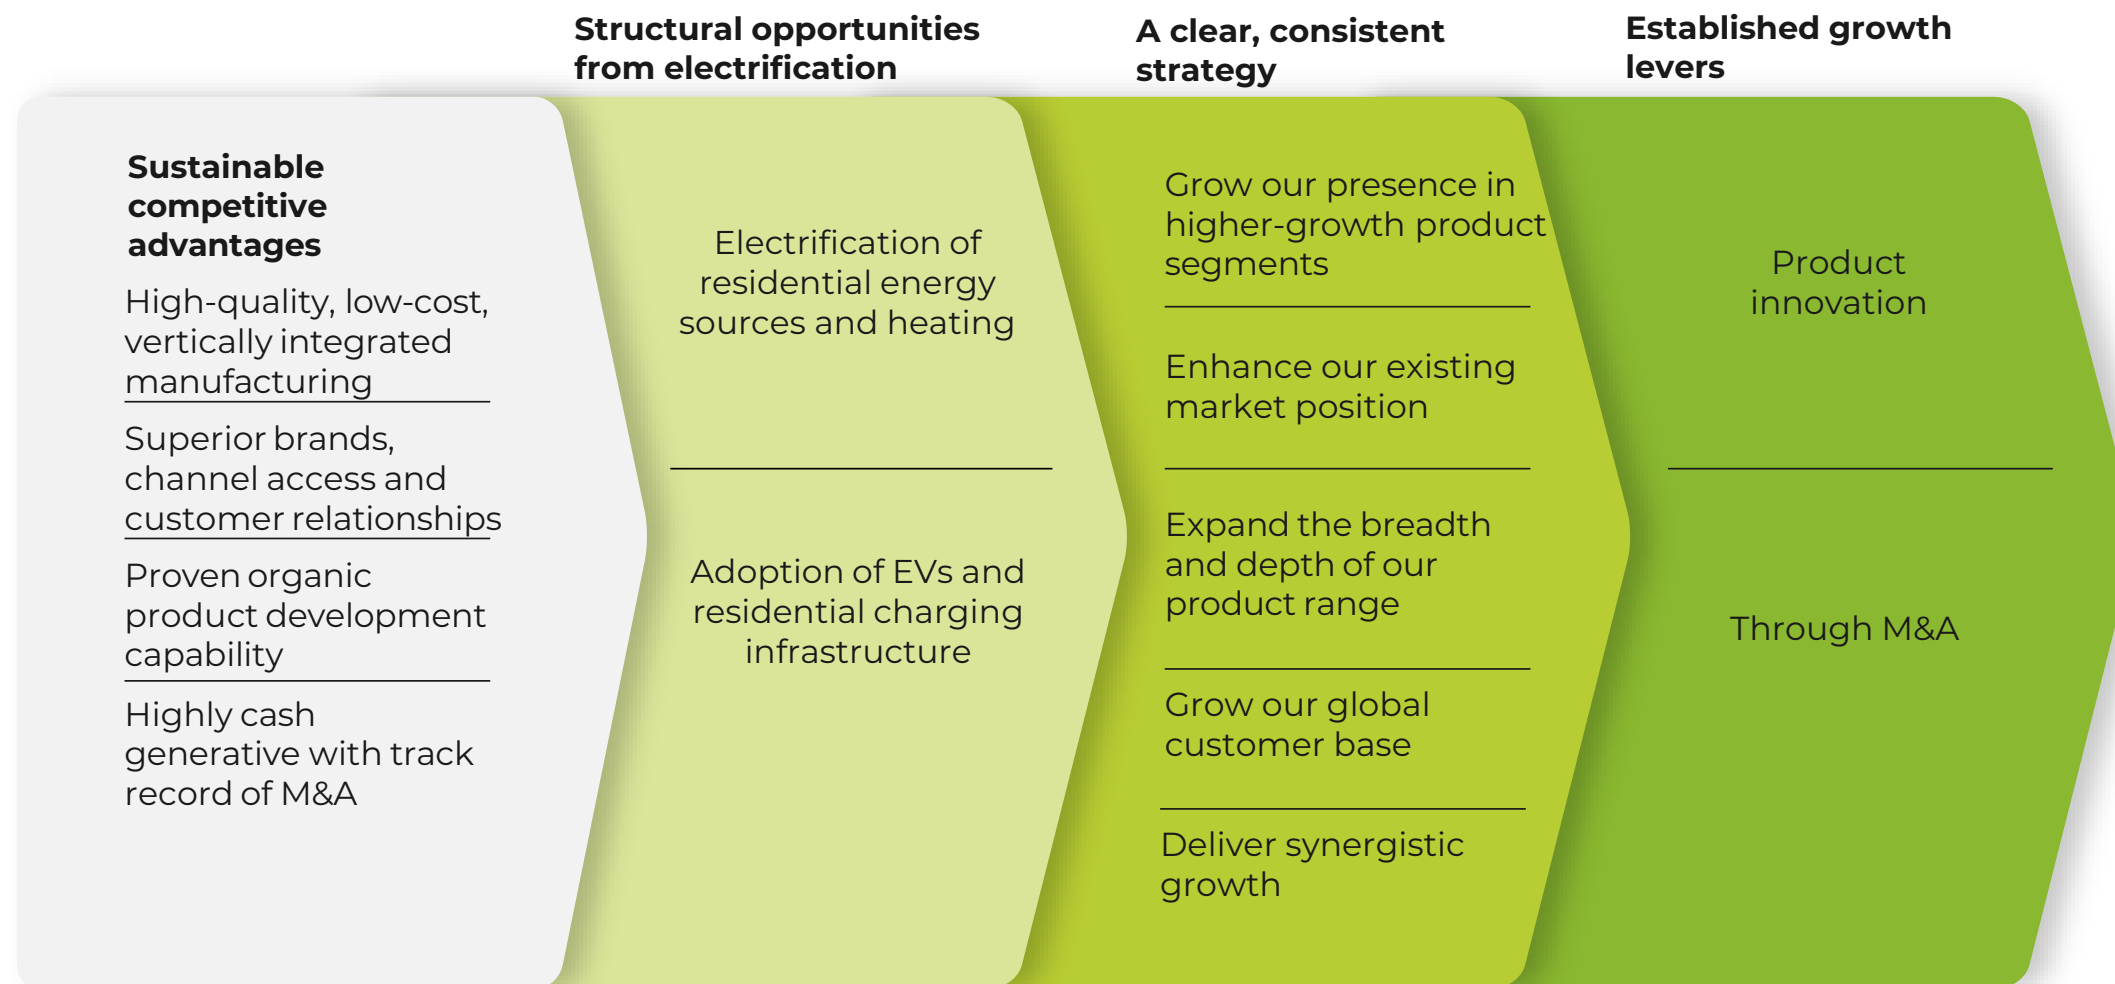 Structural opportunities
from electrification
A clear, consistent
strategy
Established growth
levers
Sustainable
competitive
advantages
High-quality, low-cost,
vertically integrated
manufacturing
Superior brands,
channel access and
customer relationships
Proven organic
product development
capability
Highly cash
generative with track
record of M&A
Electrification of
residential energy
sources and heating
Adoption of EVs and
residential charging
infrastructure
Grow our presence in
higher-growth product
segments
Enhance our existing
market position
Expand the breadth
and depth of our
product range
Grow our global
customer base
Deliver synergistic
growth
Product
innovation
Through M&A